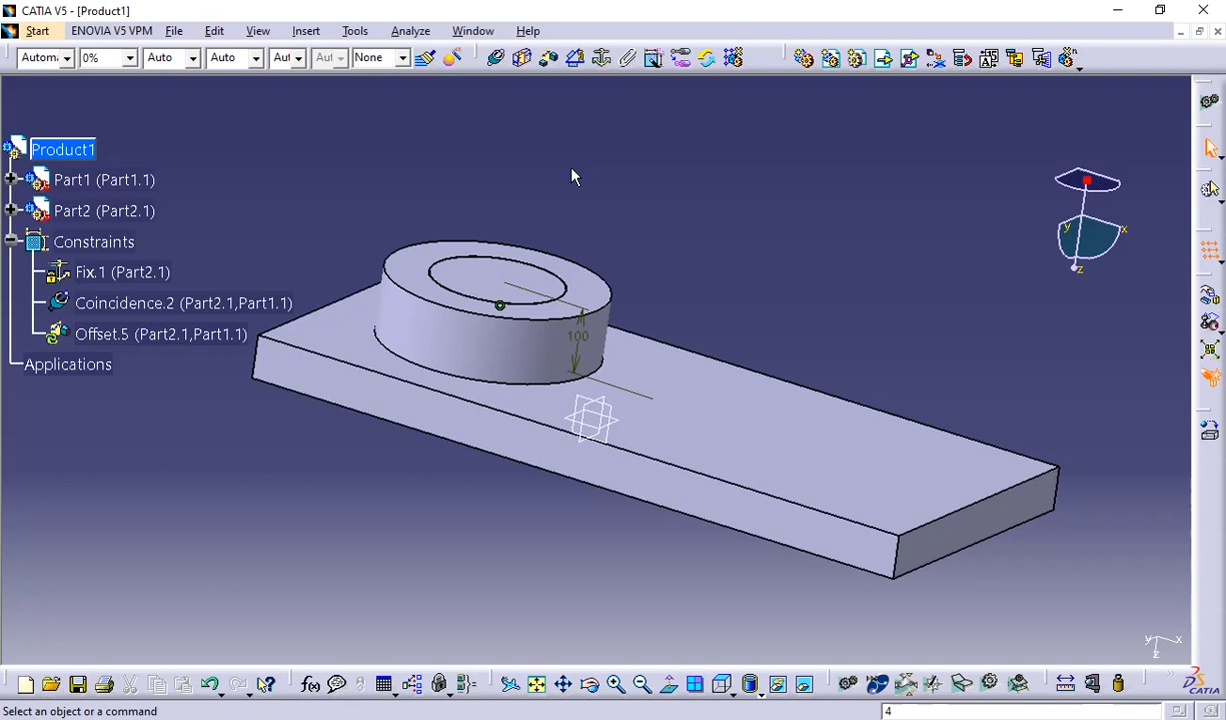 CATIA V5 - [Product1]
Start ENOVIA V5 VPM File Edit View Insert Tools Analyze Window Help
Autom 0% Auto Auto Aut Aut None
Product1
Part1 (Part1.1)
Part2 (Part2.1)
Constraints
Fix.1 (Part2.1)
Coincidence.2 (Part2.1,Part1.1)
Offset.5 (Part2.1,Part1.1)
Applications
100
y x
z
y x
z
f(x)
CATIA
Select an object or a command 4